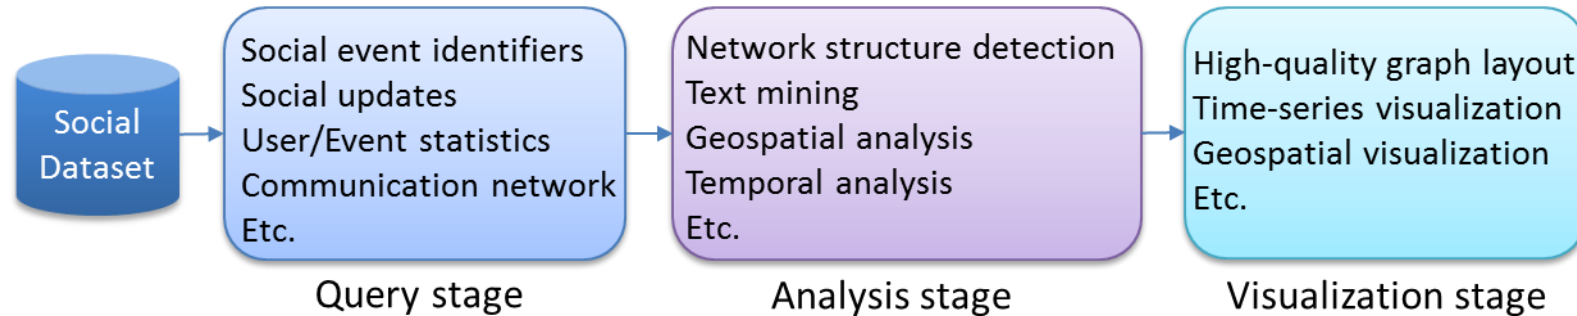 Social
Dataset
Social event identifiers
Social updates
User/Event statistics
Communication network
Etc.
Query stage
Network structure detection
Text mining
Geospatial analysis
Temporal analysis
Etc.
Analysis stage
High-quality graph layout
Time-series visualization
Geospatial visualization
Etc.
Visualization stage